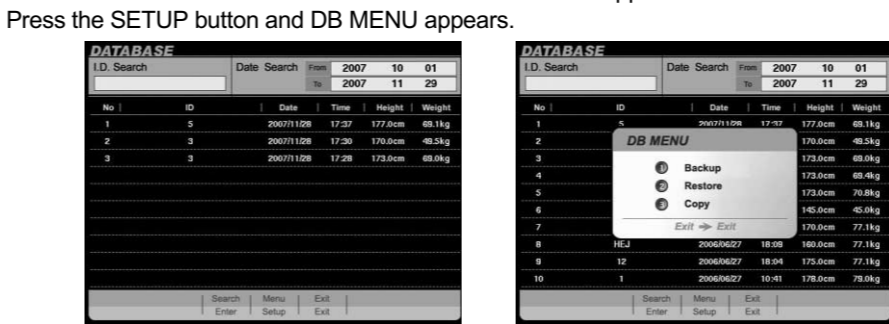 Press the SETUP button and DB MENU appears.
DATABASE
I.D. Search Date Search From 2007 10 01
To 2007 11 29
No ID Date Time Height Weight
1 5 2007/11/28 17:37 177.0cm 69.1kg
2 3 2007/11/28 17:30 170.0cm 49.5kg
3 3 2007/11/28 17:28 173.0cm 69.0kg
Search Menu Exit
Enter Setup Exit
DATABASE
I.D. Search Date Search From 2007 10 01
To 2007 11 29
No ID Date Time Height Weight
1 5 2007/11/28 17:37 177.0cm 69.1kg
2 170.0cm 49.5kg
3 173.0cm 69.0kg
4 173.0cm 69.4kg
5 173.0cm 70.8kg
6 145.0cm 45.0kg
7 170.0cm 77.1kg
8 HEJ 2006/06/27 18:09 160.0cm 77.1kg
9 12 2006/06/27 18:04 175.0cm 77.1kg
10 1 2006/06/27 10:41 178.0cm 79.0kg
DB MENU
1 Backup
2 Restore
3 Copy
Exit ➔ Exit
Search Menu Exit
Enter Setup Exit